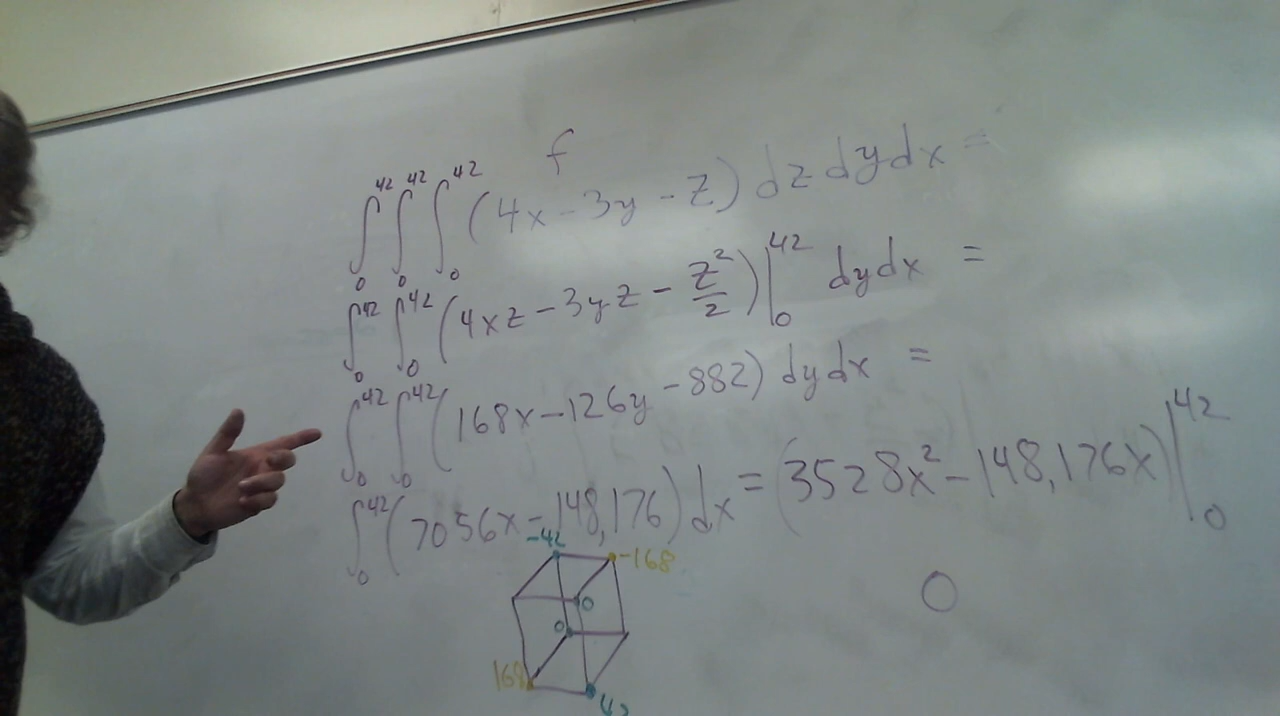 f
∫₀⁴² ∫₀⁴² ∫₀⁴² (4x - 3y - z) dz dy dx =
∫₀⁴² ∫₀⁴² (4xz - 3yz - z²/2) |₀⁴² dy dx =
∫₀⁴² ∫₀⁴² (168x - 126y - 882) dy dx =
∫₀⁴² (7056x - 148,176) dx = (3528x² - 148,176x) |₀⁴²
-42 -168
0 0
0
168
42